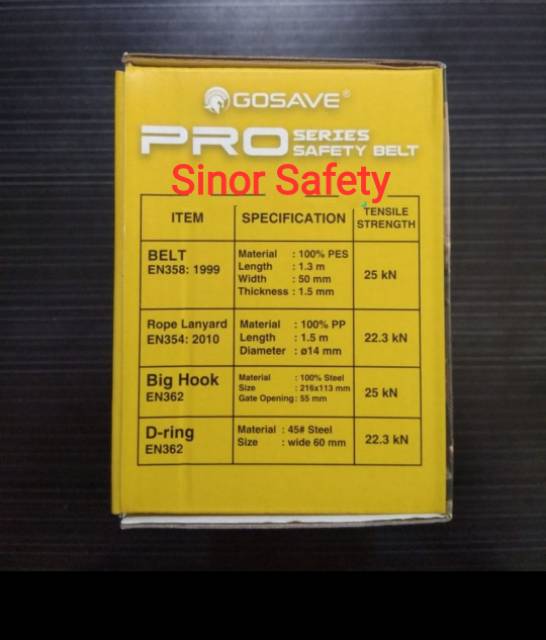 GOSAVE®
PRO SERIES
SAFETY BELT
Sinor Safety
ITEM SPECIFICATION TENSILE STRENGTH
BELT
EN358: 1999
Material : 100% PES
Length : 1.3 m
Width : 50 mm
Thickness : 1.5 mm
25 kN
Rope Lanyard
EN354: 2010
Material : 100% PP
Length : 1.5 m
Diameter : ø14 mm
22.3 kN
Big Hook
EN362
Material : 100% Steel
Size : 216x113 mm
Gate Opening : 55 mm
25 kN
D-ring
EN362
Material : 45# Steel
Size : wide 60 mm
22.3 kN